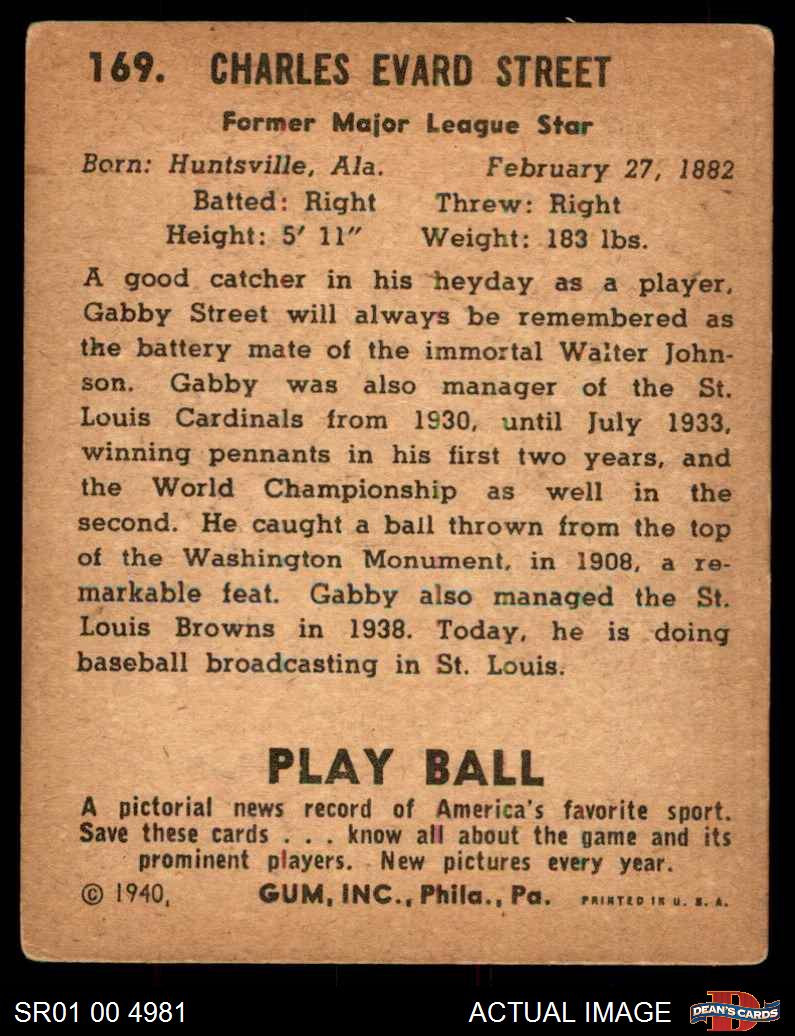 169. CHARLES EVARD STREET
Former Major League Star
Born: Huntsville, Ala. February 27, 1882
Batted: Right Threw: Right
Height: 5' 11" Weight: 183 lbs.
A good catcher in his heyday as a player,
Gabby Street will always be remembered as
the battery mate of the immortal Walter John-
son. Gabby was also manager of the St.
Louis Cardinals from 1930, until July 1933,
winning pennants in his first two years, and
the World Championship as well in the
second. He caught a ball thrown from the top
of the Washington Monument, in 1908, a re-
markable feat. Gabby also managed the St.
Louis Browns in 1938. Today, he is doing
baseball broadcasting in St. Louis.
PLAY BALL
A pictorial news record of America's favorite sport.
Save these cards . . . know all about the game and its
prominent players. New pictures every year.
© 1940, GUM, INC., Phila., Pa. PRINTED IN U. S. A.
SR01 00 4981 ACTUAL IMAGE D DEAN'S CARDS